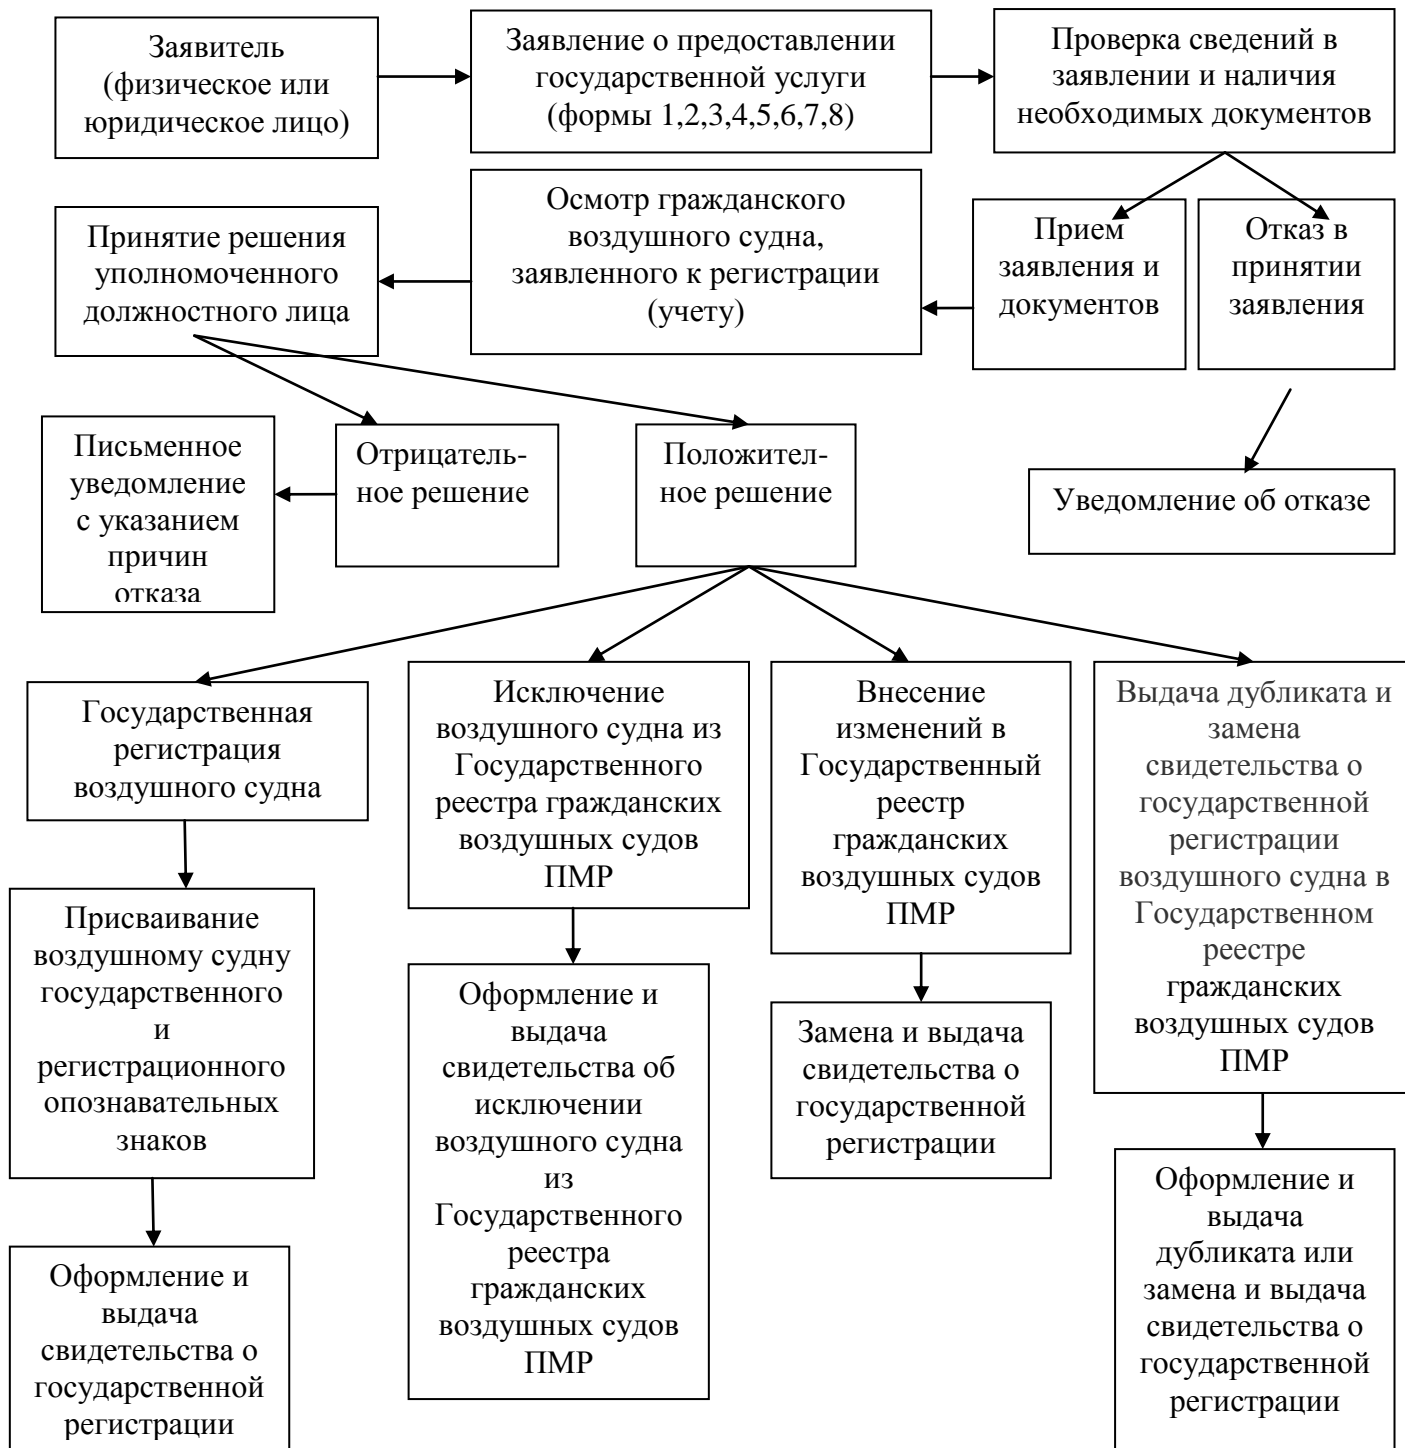 Заявитель
(физическое или
юридическое лицо)
Заявление о предоставлении
государственной услуги
(формы 1,2,3,4,5,6,7,8)
Проверка сведений в
заявлении и наличия
необходимых документов
Принятие решения
уполномоченного
должностного лица
Осмотр гражданского
воздушного судна,
заявленного к регистрации
(учету)
Прием
заявления и
документов
Отказ в
принятии
заявления
Письменное
уведомление
с указанием
причин
отказа
Отрицатель-
ное решение
Положител-
ное решение
Уведомление об отказе
Государственная
регистрация
воздушного судна
Исключение
воздушного судна из
Государственного
реестра гражданских
воздушных судов
ПМР
Внесение
изменений в
Государственный
реестр
гражданских
воздушных судов
ПМР
Выдача дубликата и
замена
свидетельства о
государственной
регистрации
воздушного судна в
Государственном
реестре
гражданских
воздушных судов
ПМР
Присваивание
воздушному судну
государственного
и
регистрационного
опознавательных
знаков
Оформление и
выдача
свидетельства об
исключении
воздушного судна
из
Государственного
реестра
гражданских
воздушных судов
ПМР
Замена и выдача
свидетельства о
государственной
регистрации
Оформление и
выдача
дубликата или
замена и выдача
свидетельства о
государственной
регистрации
Оформление и
выдача
свидетельства о
государственной
регистрации